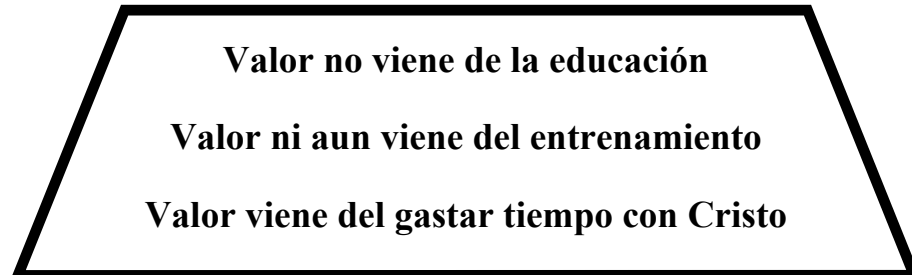 Valor no viene de la educación
Valor ni aun viene del entrenamiento
Valor viene del gastar tiempo con Cristo